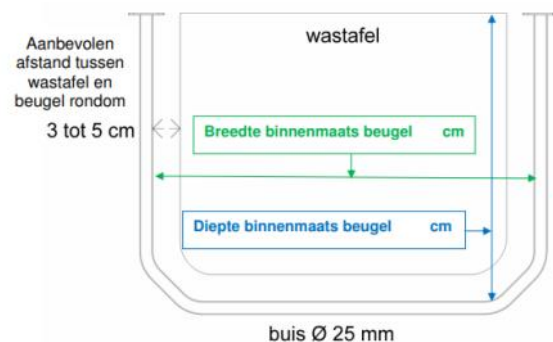 Aanbevolen
afstand tussen
wastafel en
beugel rondom
3 tot 5 cm
wastafel
Breedte binnenmaats beugel cm
Diepte binnenmaats beugel cm
buis Ø 25 mm